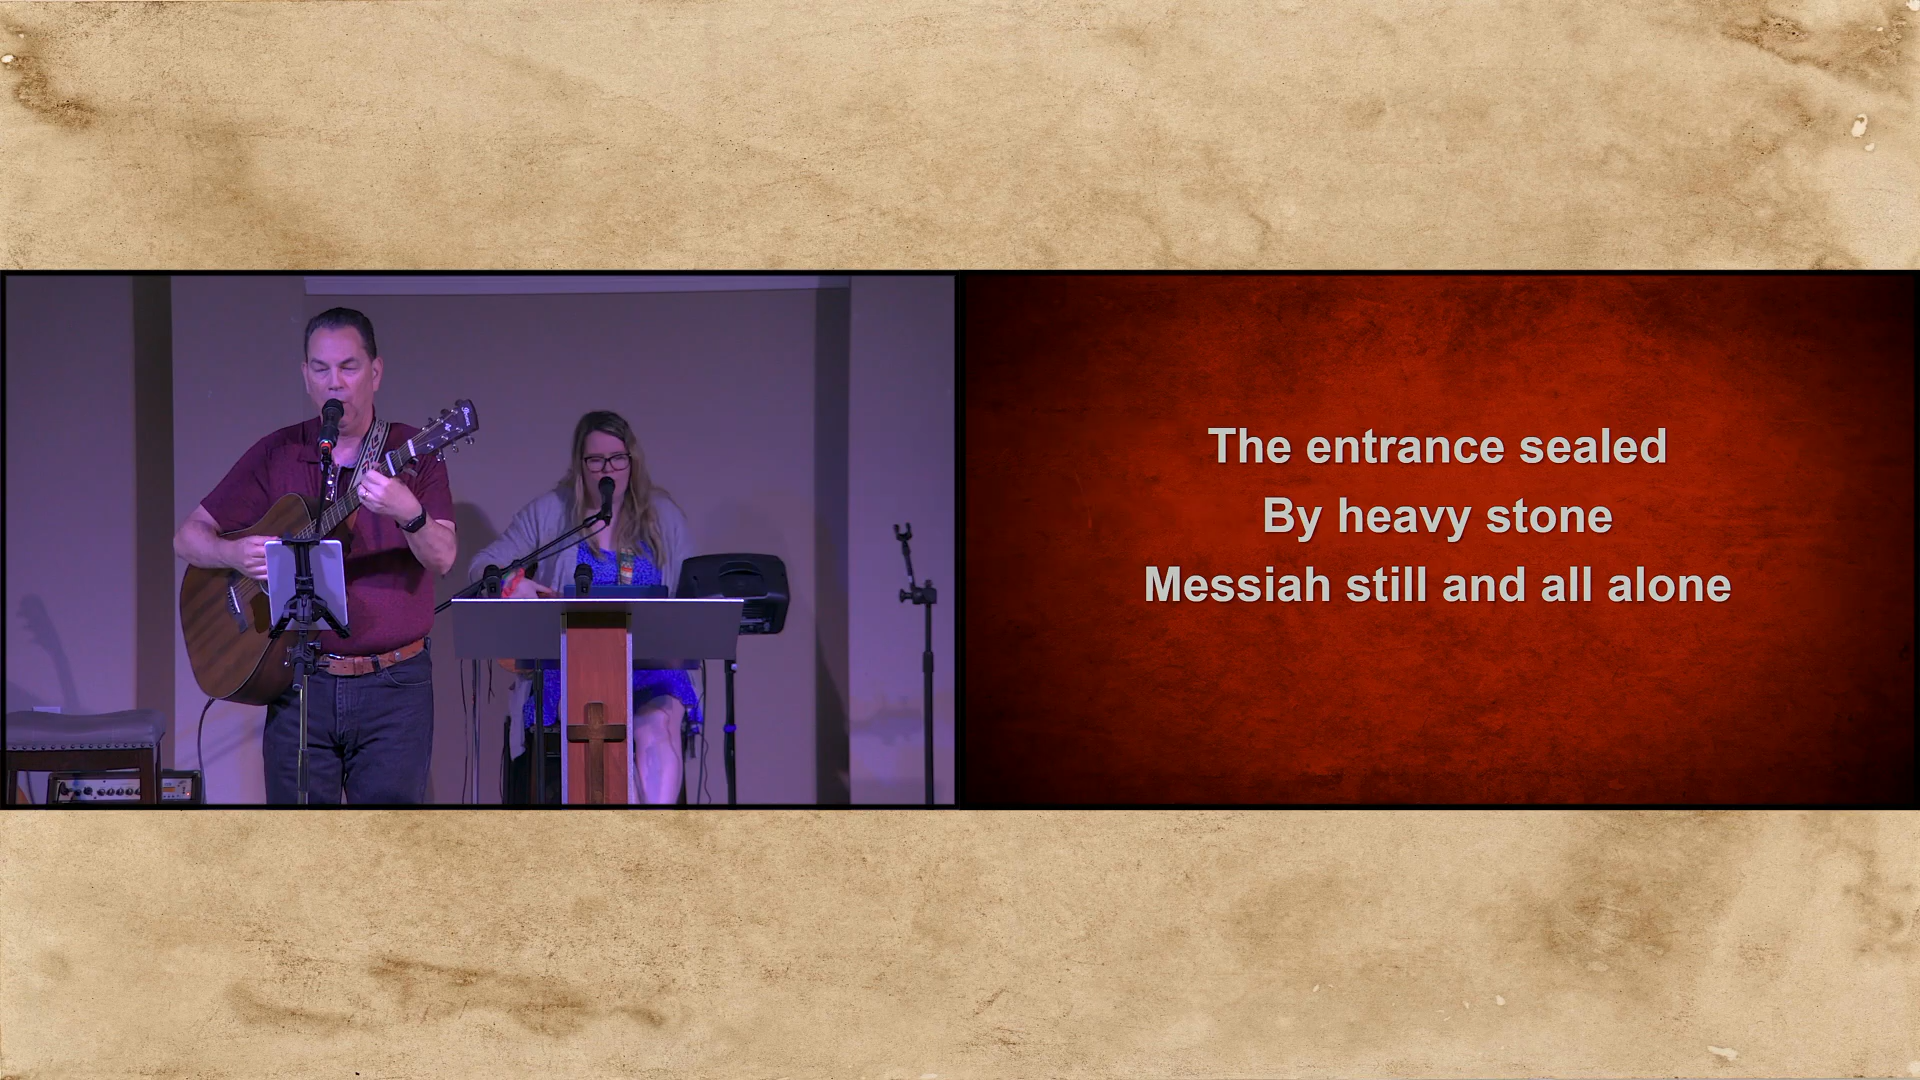 The entrance sealed
By heavy stone
Messiah still and all alone